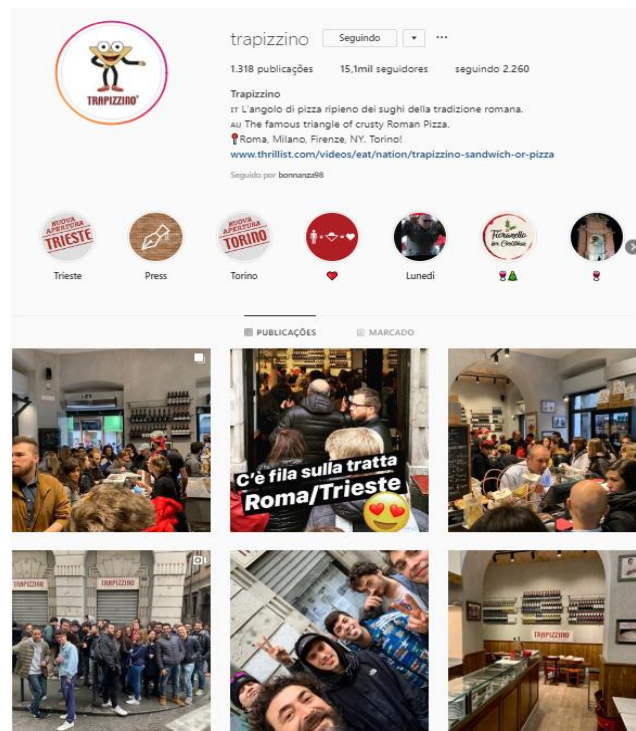 trapizzino Seguindo ...
1.318 publicações 15,1mil seguidores seguindo 2.260
Trapizzino
IT L'angolo di pizza ripieno dei sughi della tradizione romana.
AU The famous triangle of crusty Roman Pizza.
📍Roma, Milano, Firenze, NY. Torino!
www.thrillist.com/videos/eat/nation/trapizzino-sandwich-or-pizza
Seguido por bonnanza98
TRAPIZZINO®
NUOVA
APERTURA
TRIESTE
NUOVA
APERTURA
TORINO
Trieste Press Torino ❤ Lunedì 🍷🎄 🍷
PUBLICAÇÕES MARCADO
C'è fila sulla tratta
Roma/Trieste
TRAPIZZINO TRAPIZZINO
TRAPIZZINO